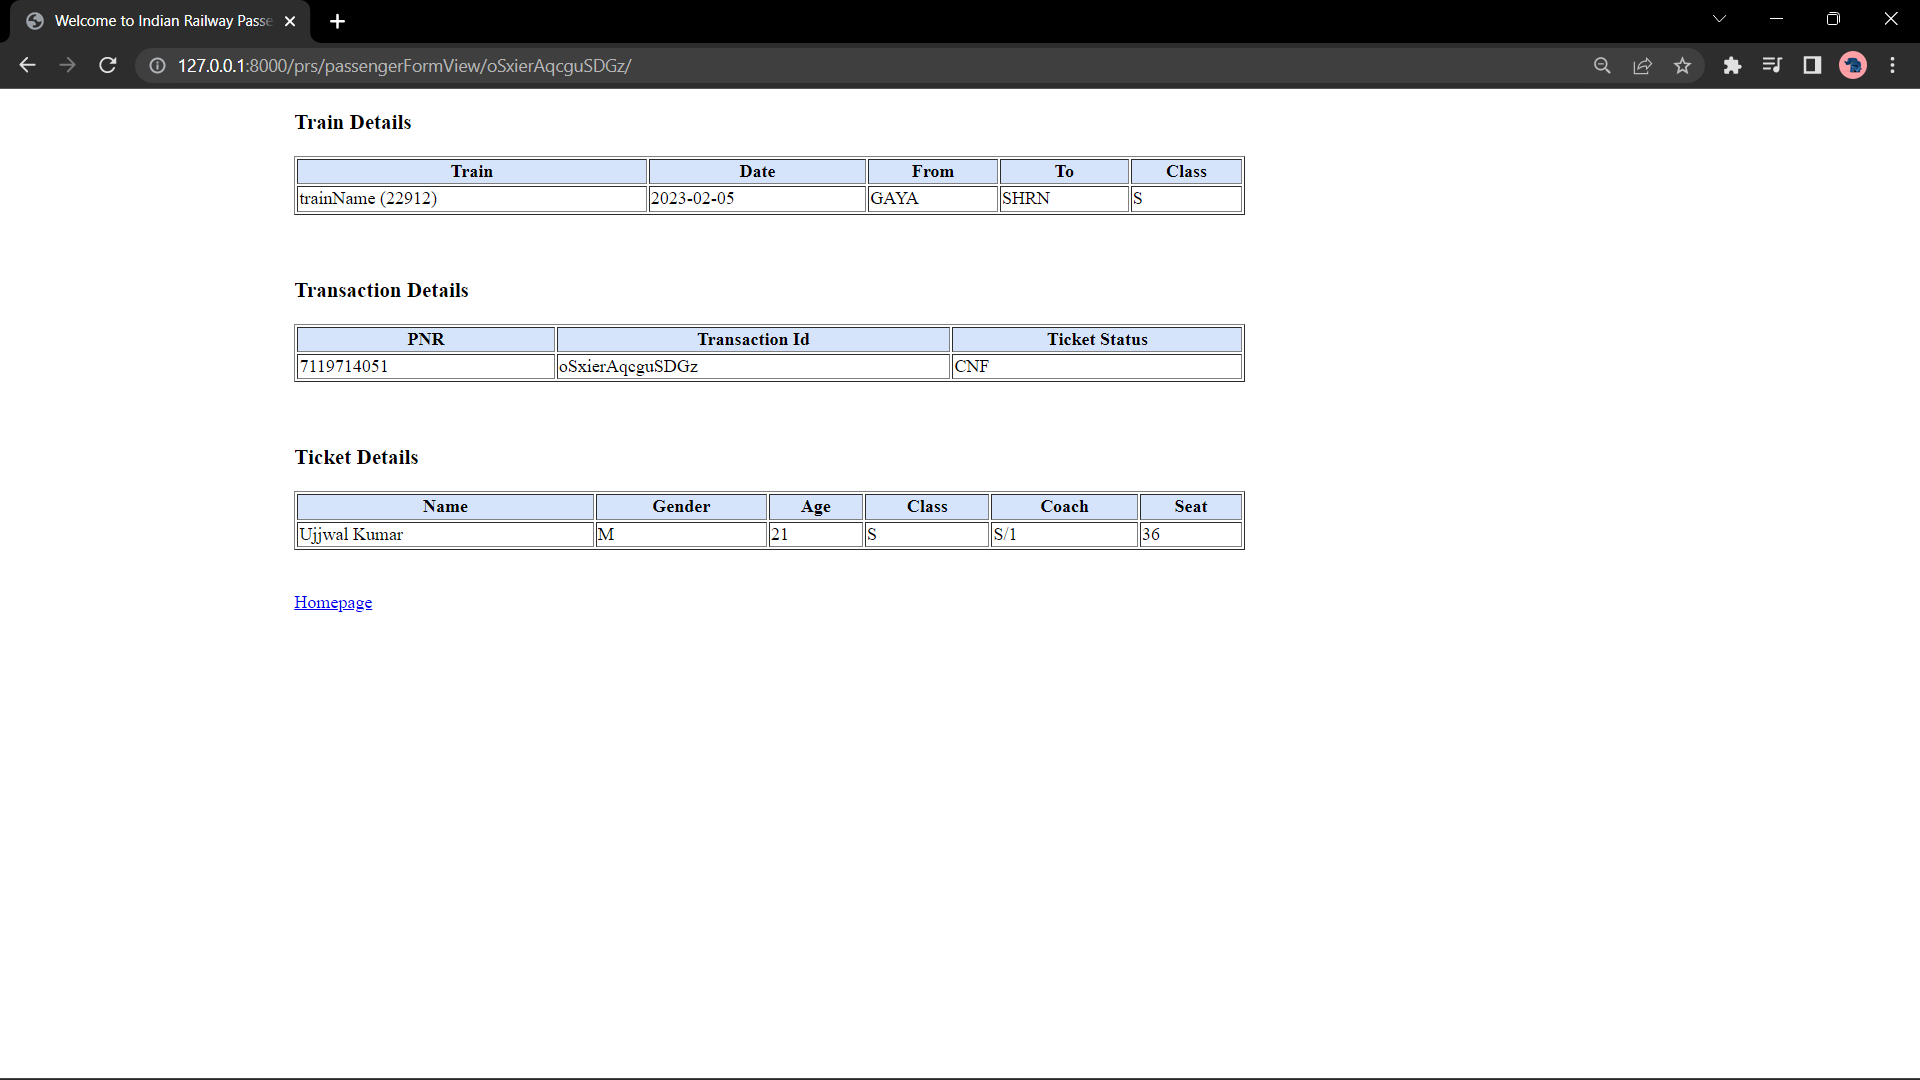 Welcome to Indian Railway Passe
127.0.0.1:8000/prs/passengerFormView/oSxierAqcguSDGz/
Train Details
Train Date From To Class
trainName (22912) 2023-02-05 GAYA SHRN S
Transaction Details
PNR Transaction Id Ticket Status
7119714051 oSxierAqcguSDGz CNF
Ticket Details
Name Gender Age Class Coach Seat
Ujjwal Kumar M 21 S S/1 36
Homepage